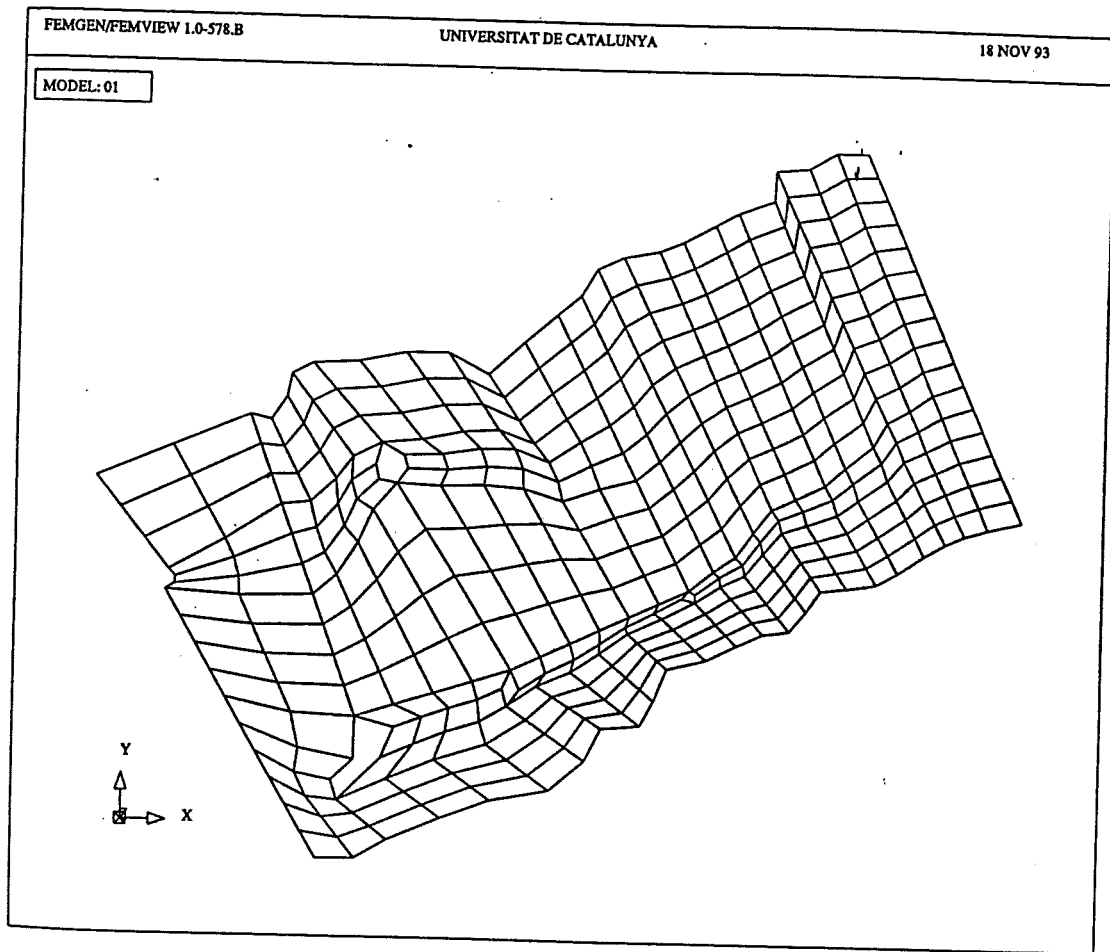 FEMGEN/FEMVIEW 1.0-578.B
UNIVERSITAT DE CATALUNYA
18 NOV 93
MODEL: 01
Y
X